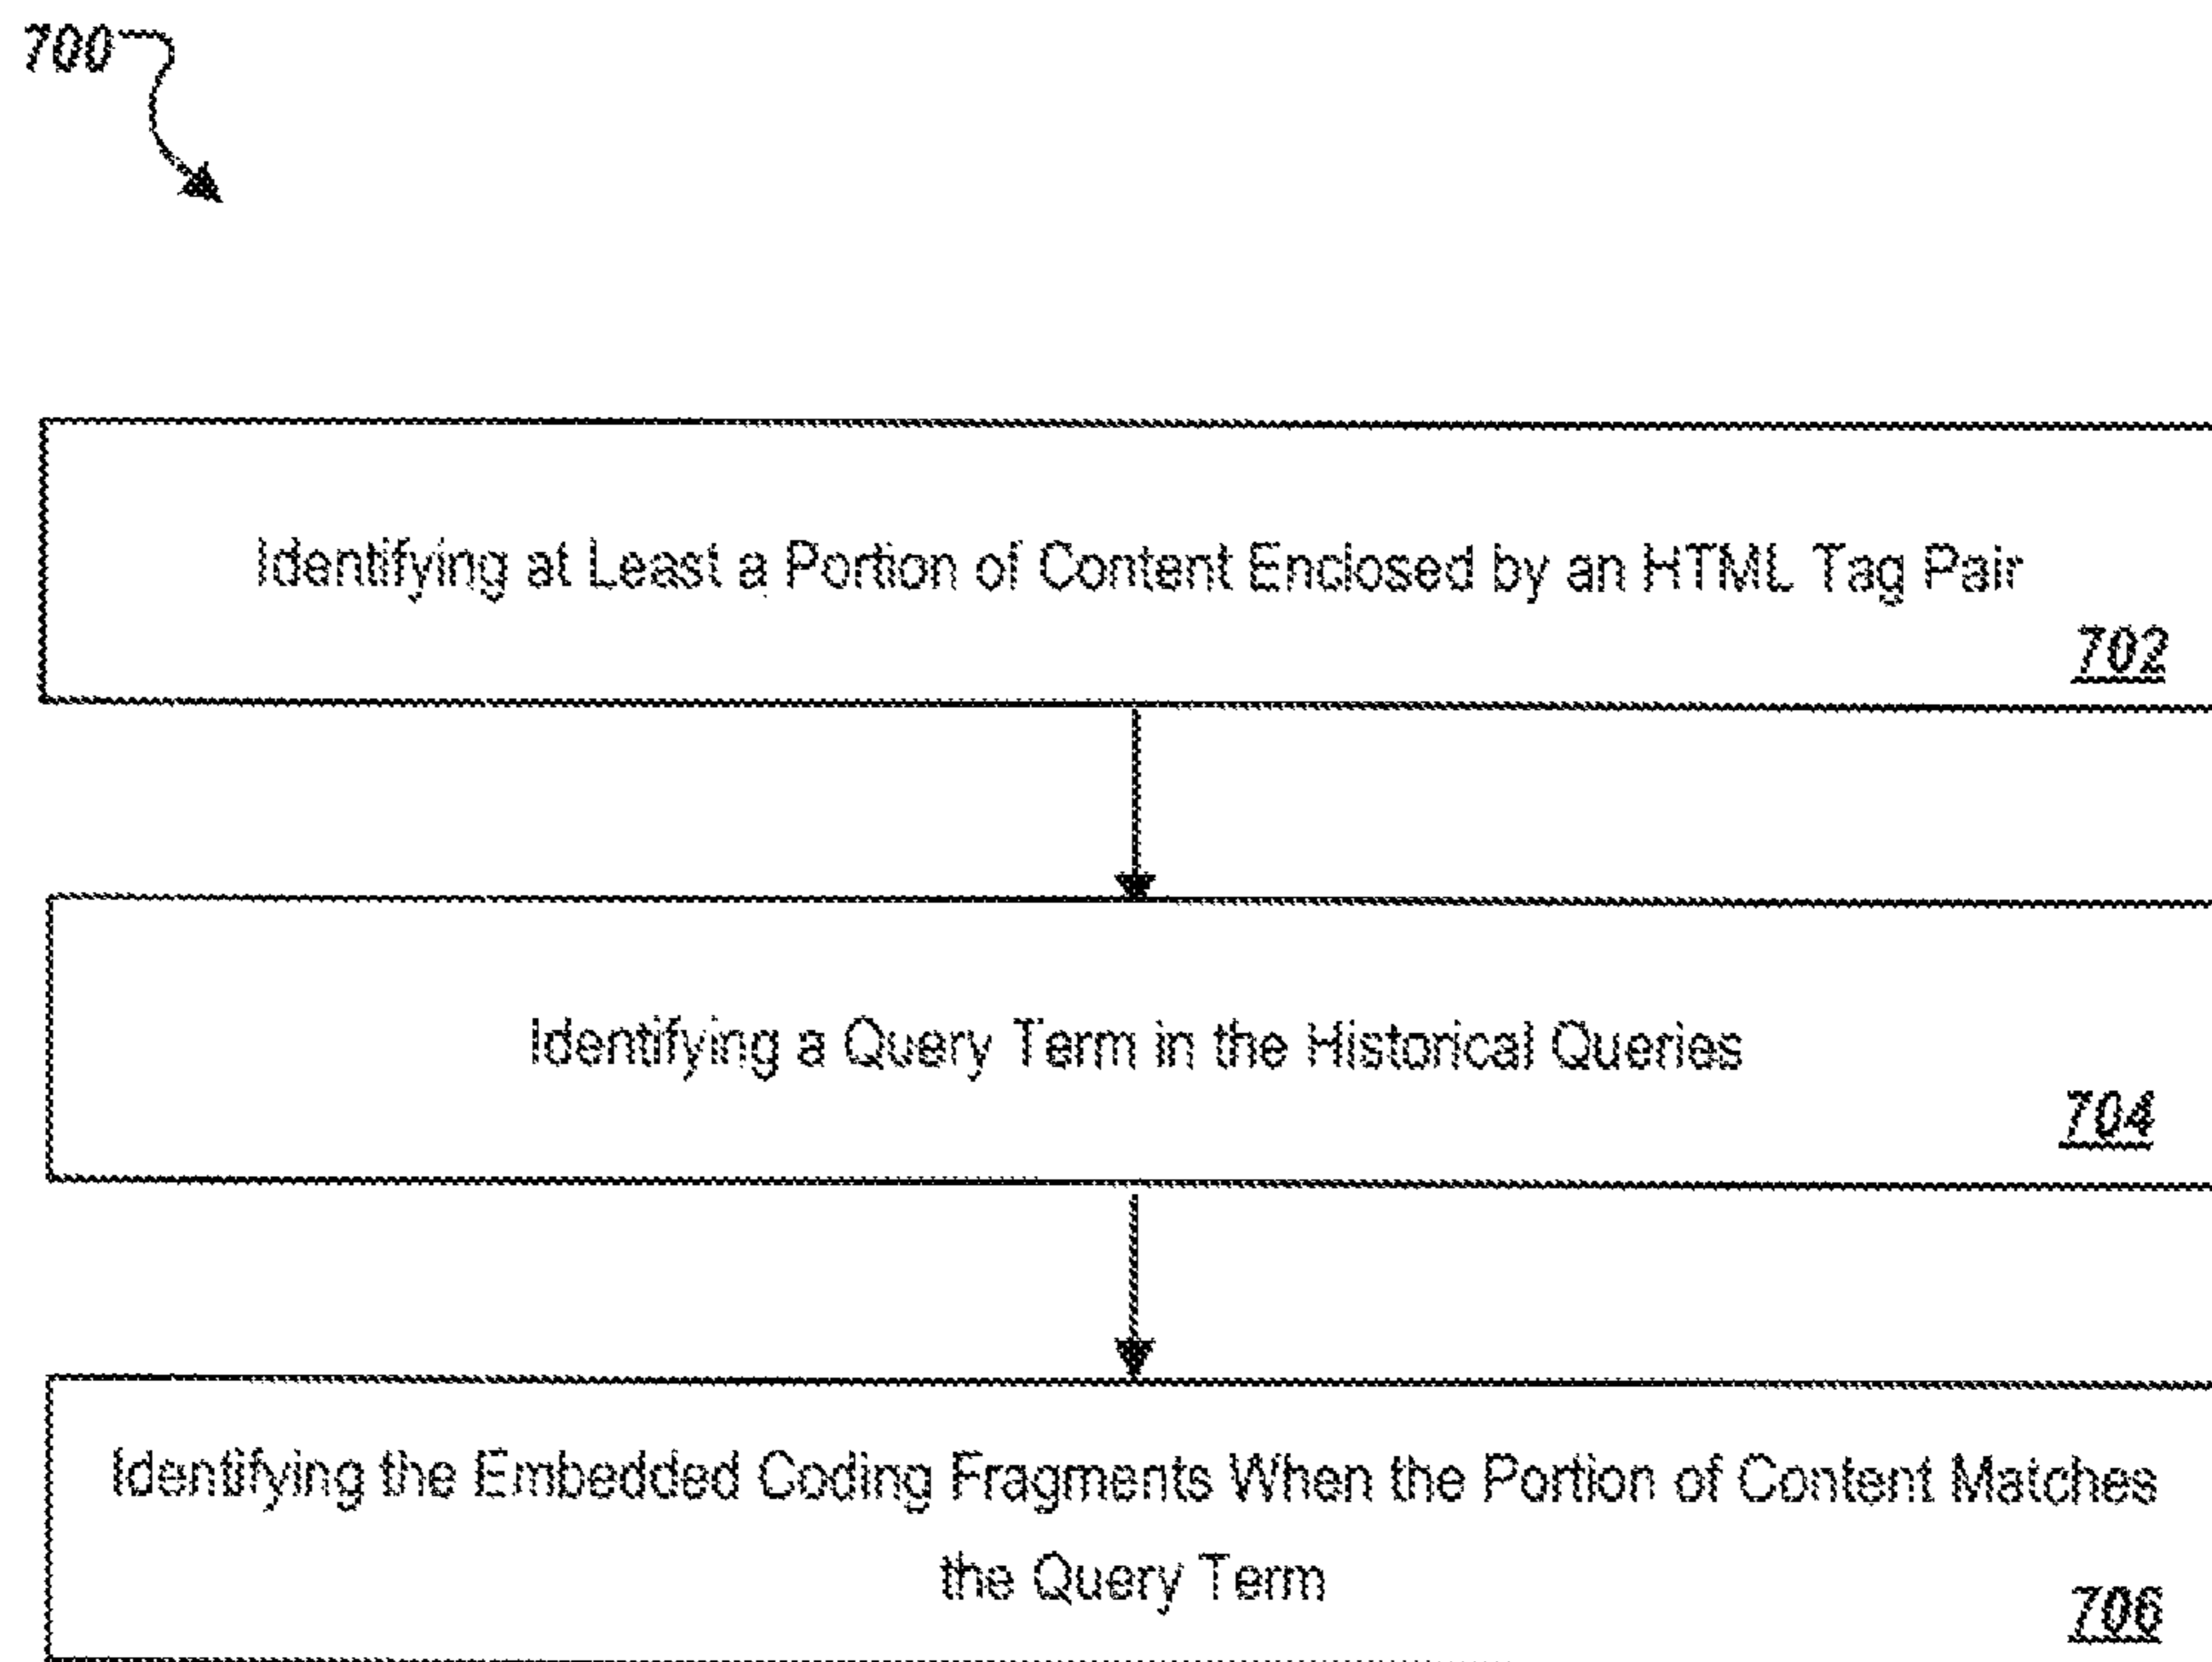 700
Identifying at Least a Portion of Content Enclosed by an HTML Tag Pair
702
Identifying a Query Term in the Historical Queries
704
Identifying the Embedded Coding Fragments When the Portion of Content Matches
the Query Term
706